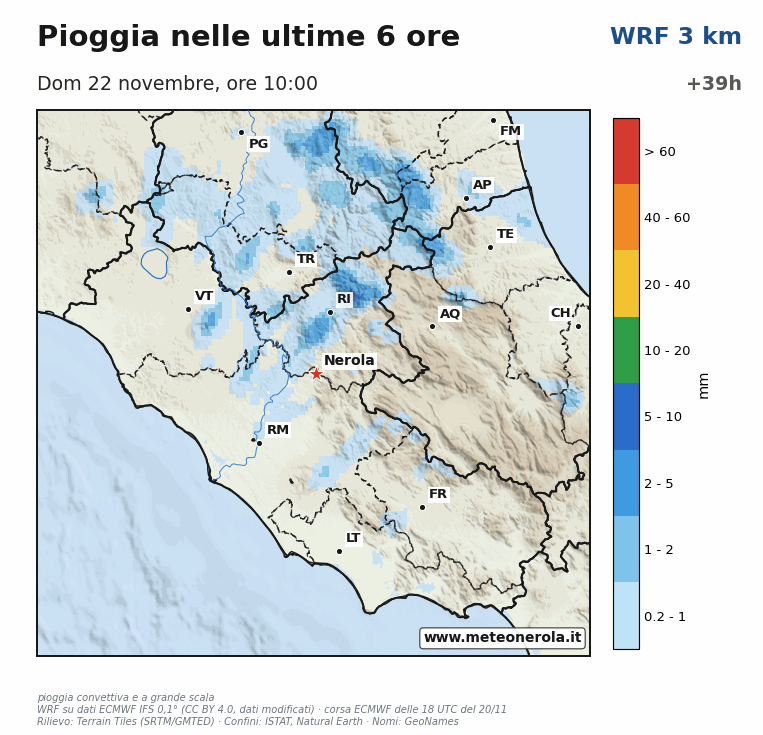 Pioggia nelle ultime 6 ore
WRF 3 km
Dom 22 novembre, ore 10:00
+39h
FM
PG
AP
TE
TR
VT
RI
AQ
CH
Nerola
RM
FR
LT
www.meteonerola.it
> 60
40 - 60
20 - 40
10 - 20
5 - 10
2 - 5
1 - 2
0.2 - 1
mm
pioggia convettiva e a grande scala
WRF su dati ECMWF IFS 0,1° (CC BY 4.0, dati modificati) · corsa ECMWF delle 18 UTC del 20/11
Rilievo: Terrain Tiles (SRTM/GMTED) · Confini: ISTAT, Natural Earth · Nomi: GeoNames